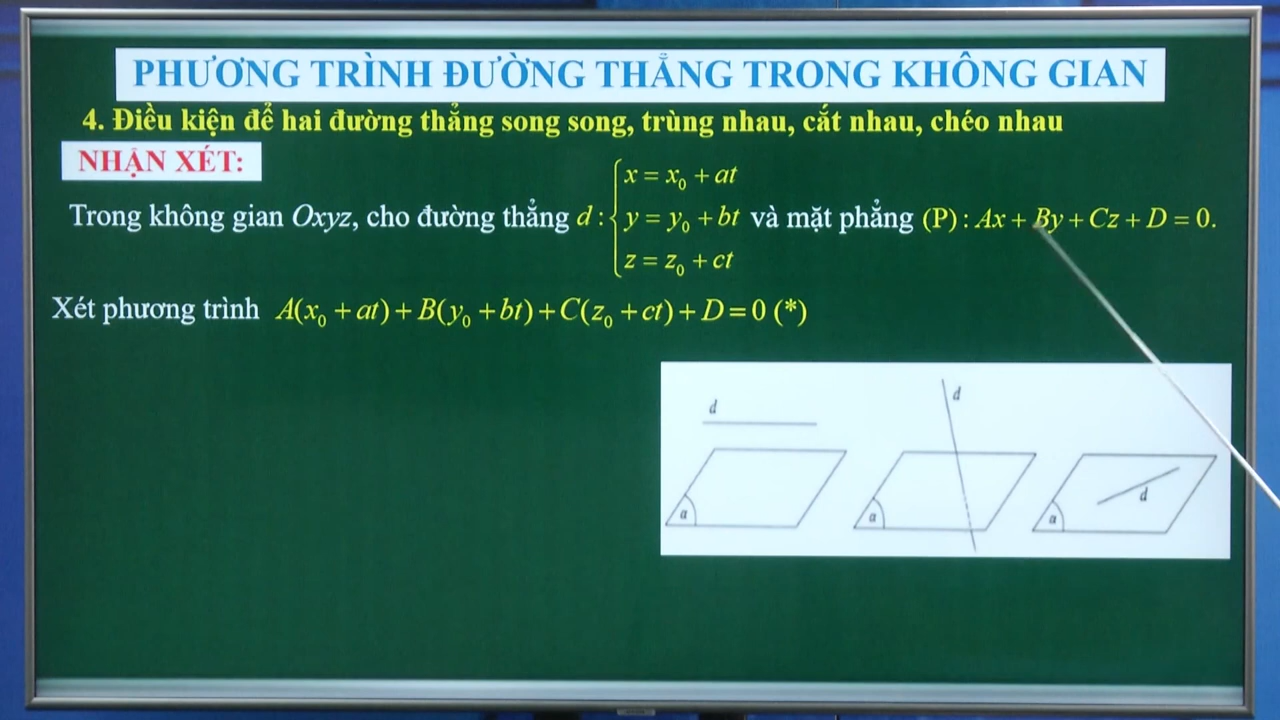 PHƯƠNG TRÌNH ĐƯỜNG THẲNG TRONG KHÔNG GIAN
4. Điều kiện để hai đường thẳng song song, trùng nhau, cắt nhau, chéo nhau
NHẬN XÉT:
x = x₀ + at
Trong không gian Oxyz, cho đường thẳng d : { y = y₀ + bt và mặt phẳng (P) : Ax + By + Cz + D = 0.
z = z₀ + ct
Xét phương trình A(x₀ + at) + B(y₀ + bt) + C(z₀ + ct) + D = 0 (*)
d d
d
α α α